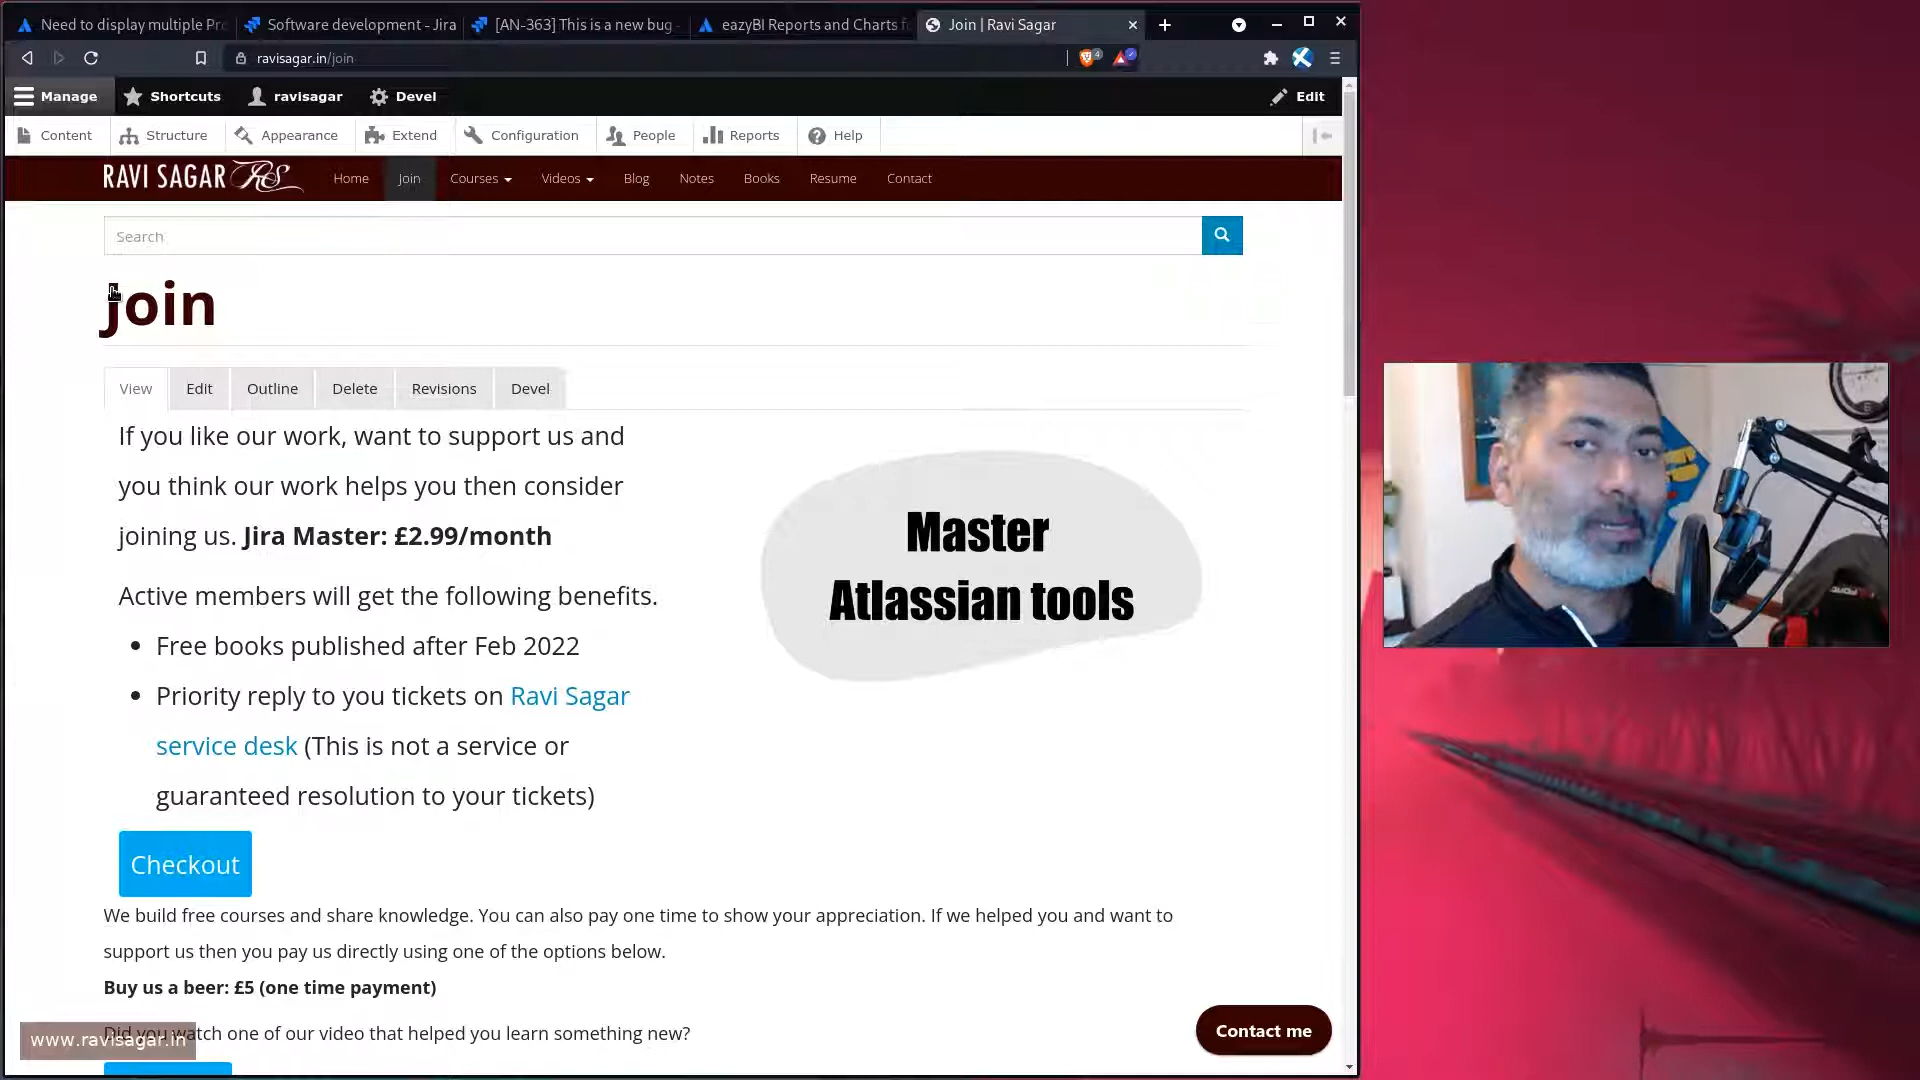 Need to display multiple Pr
Software development - Jira
[AN-363] This is a new bug -
eazyBI Reports and Charts f
Join | Ravi Sagar
ravisagar.in/join
4
Manage
Shortcuts
ravisagar
Devel
Edit
Content
Structure
Appearance
Extend
Configuration
People
Reports
Help
RAVI SAGAR RS
Home
Join
Courses
Videos
Blog
Notes
Books
Resume
Contact
Search
Join
View
Edit
Outline
Delete
Revisions
Devel
If you like our work, want to support us and
you think our work helps you then consider
joining us. Jira Master: £2.99/month
Active members will get the following benefits.
• Free books published after Feb 2022
• Priority reply to you tickets on Ravi Sagar
service desk (This is not a service or
guaranteed resolution to your tickets)
Master
Atlassian tools
Checkout
We build free courses and share knowledge. You can also pay one time to show your appreciation. If we helped you and want to
support us then you pay us directly using one of the options below.
Buy us a beer: £5 (one time payment)
Did you watch one of our video that helped you learn something new?
www.ravisagar.in
Contact me